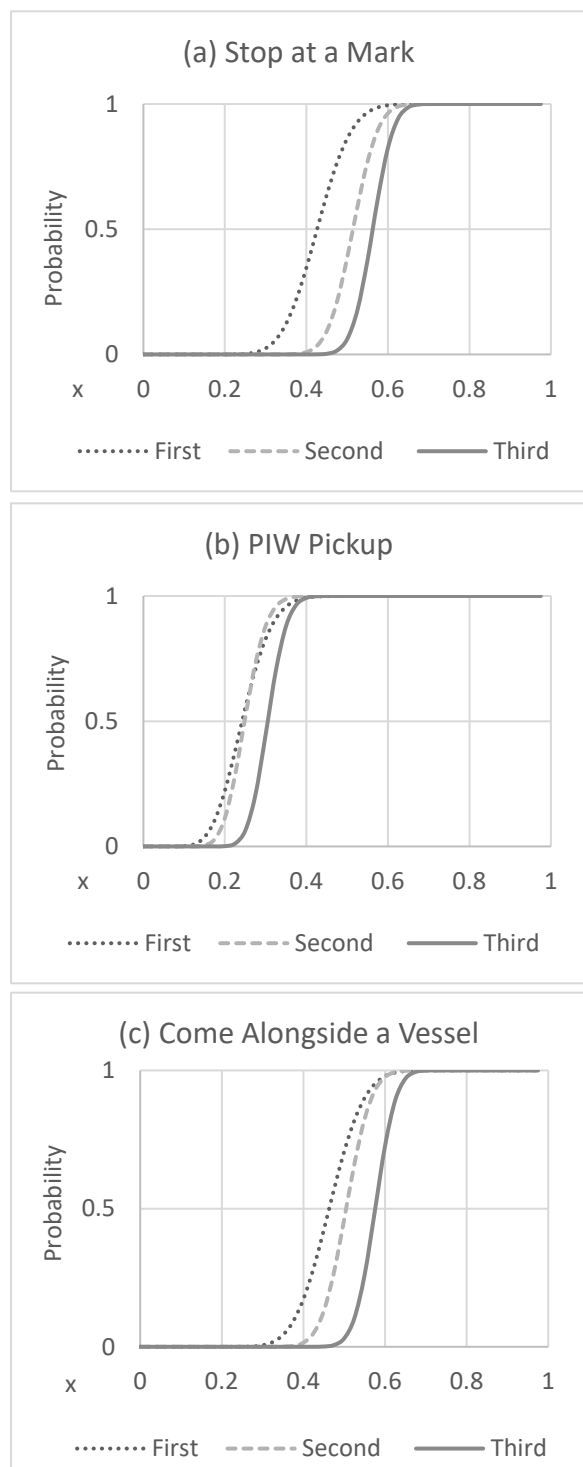 (a) Stop at a Mark
1
0.5
0
Probability
x 0 0.2 0.4 0.6 0.8 1
First Second Third
(b) PIW Pickup
1
0.5
0
Probability
x 0 0.2 0.4 0.6 0.8 1
First Second Third
(c) Come Alongside a Vessel
1
0.5
0
Probability
x 0 0.2 0.4 0.6 0.8 1
First Second Third